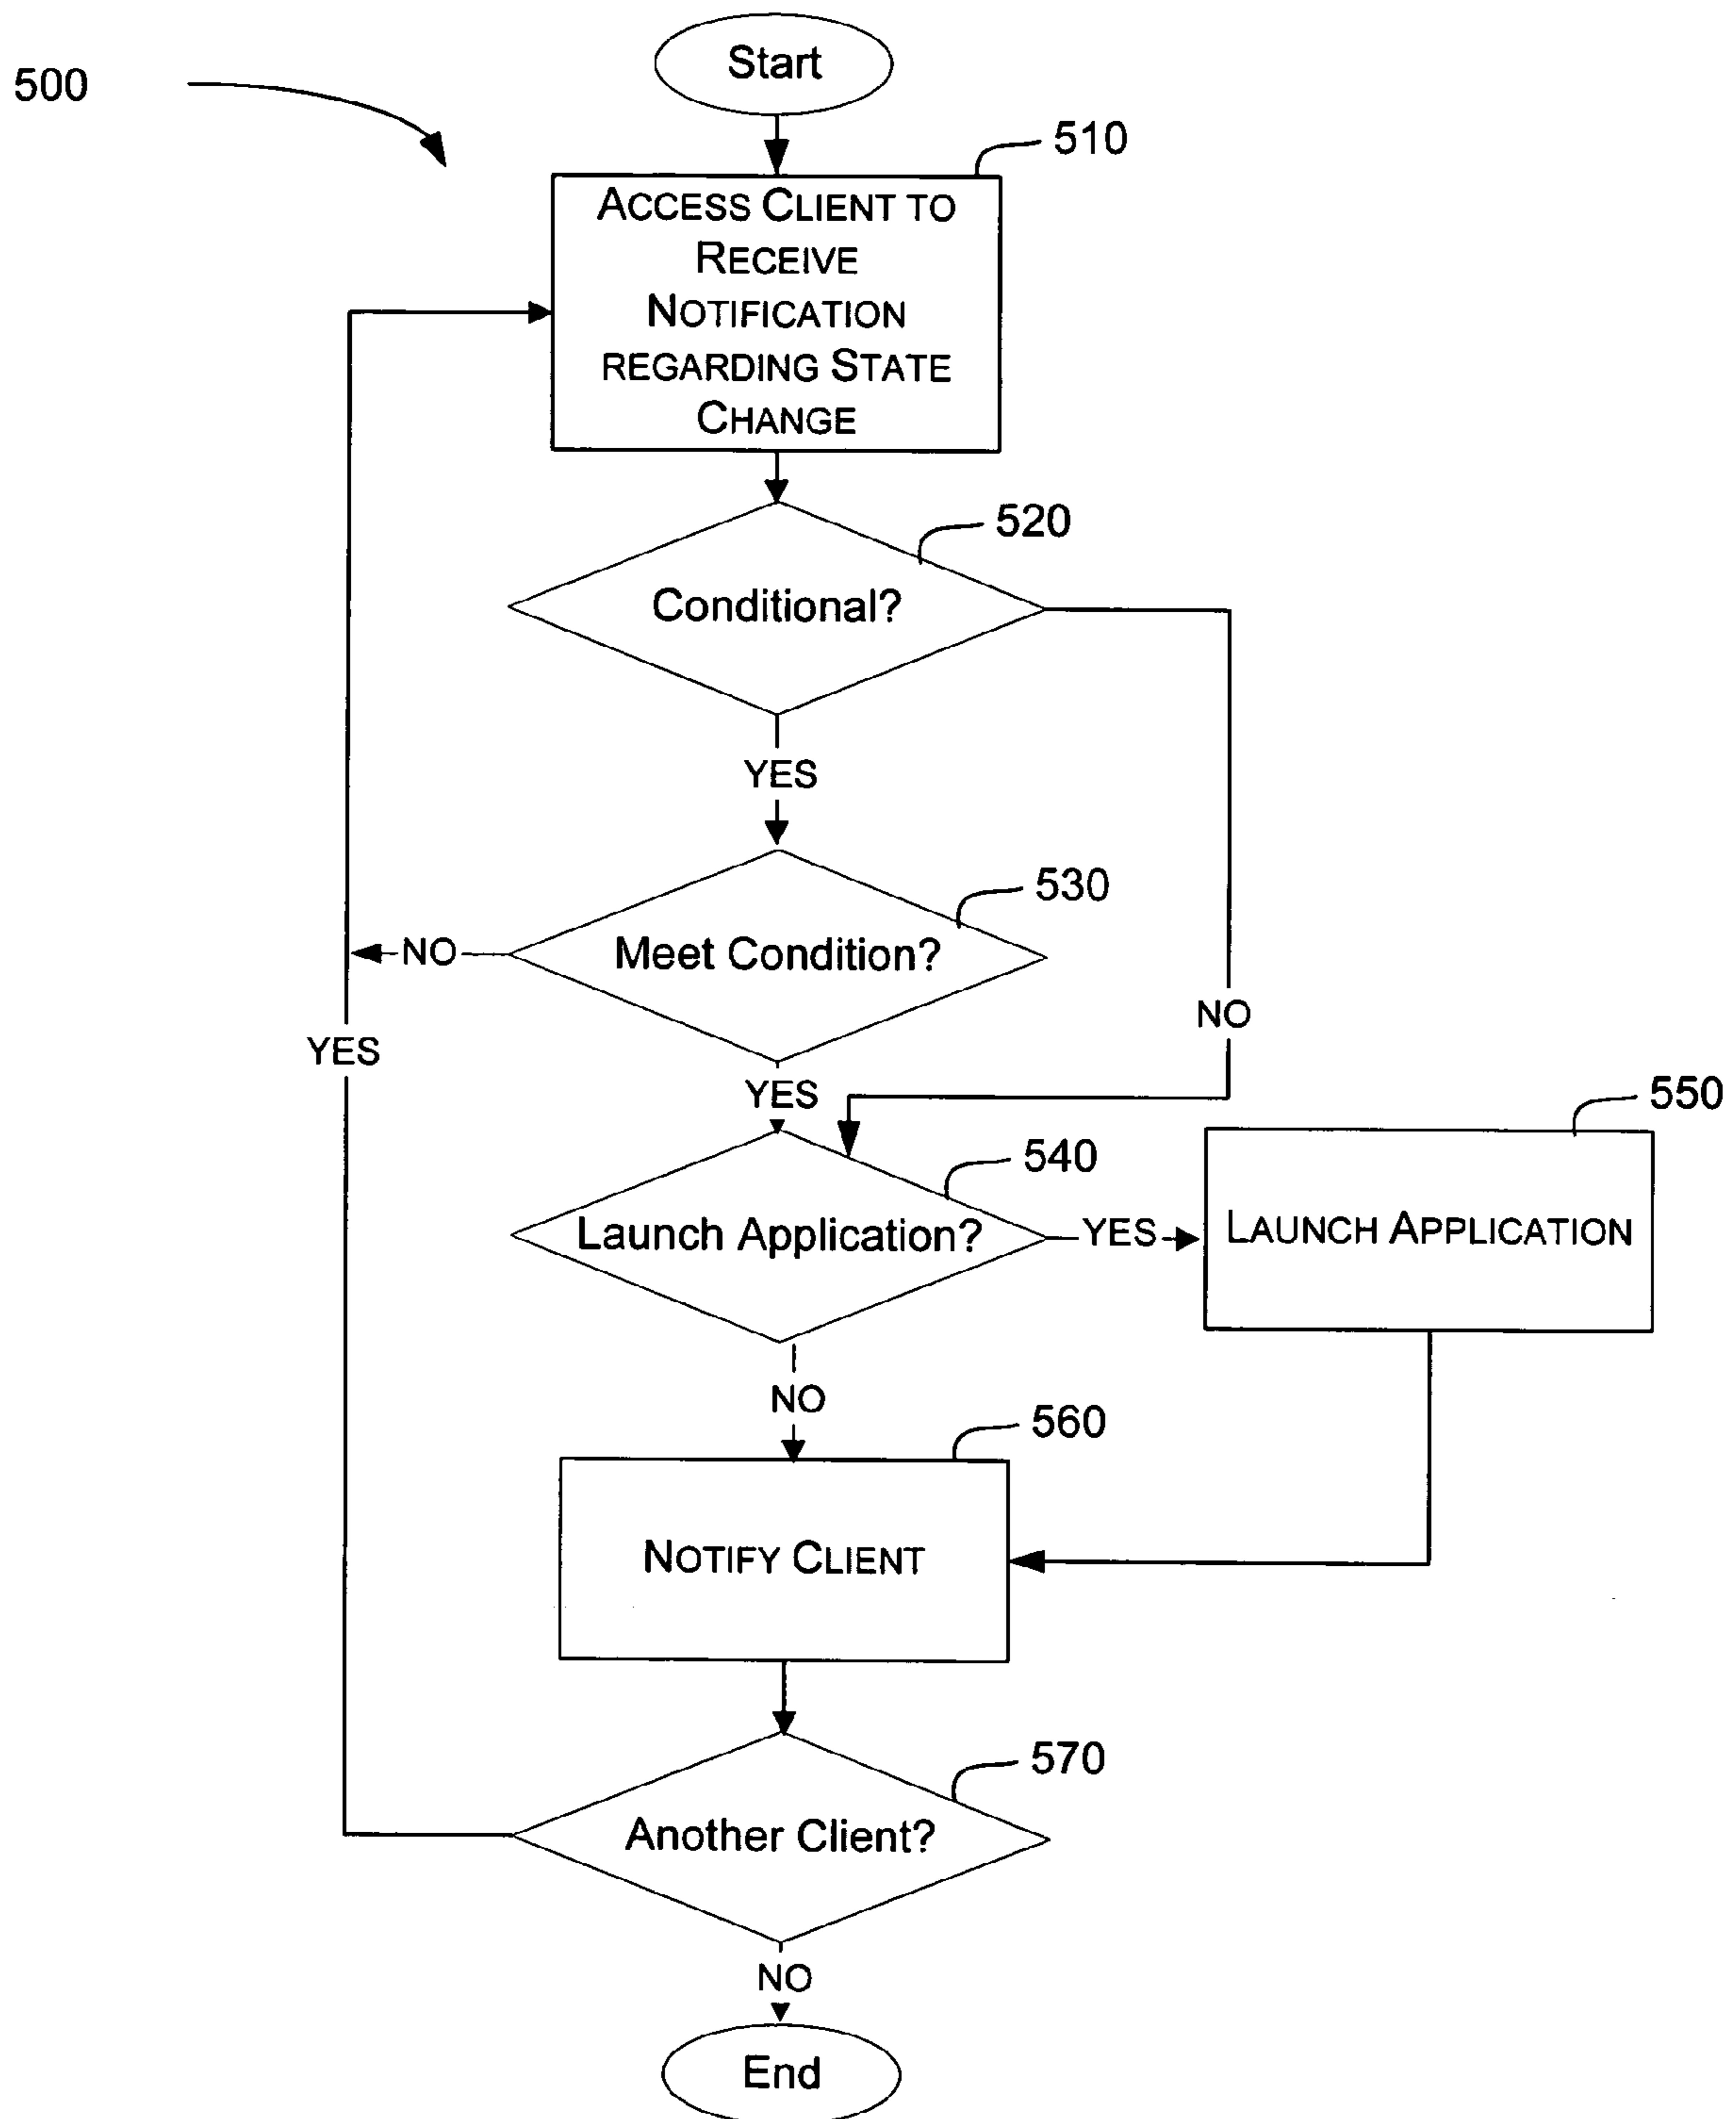 Start
500
510
ACCESS CLIENT TO
RECEIVE
NOTIFICATION
REGARDING STATE
CHANGE
520
Conditional?
YES
530
Meet Condition?
NO
NO
YES
YES
550
540
Launch Application?
YES
LAUNCH APPLICATION
NO
560
NOTIFY CLIENT
570
Another Client?
NO
End